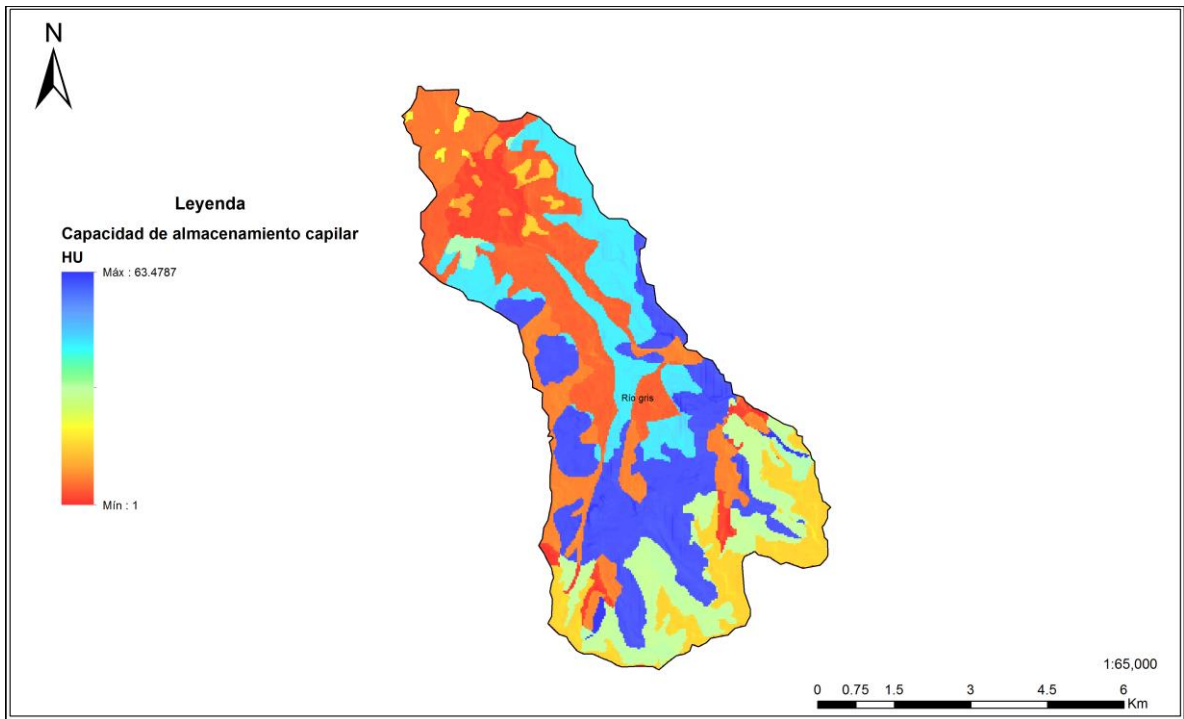 N
Leyenda
Capacidad de almacenamiento capilar
HU
Máx : 63.4787
Mín : 1
Río gris
1:65,000
0 0.75 1.5 3 4.5 6
Km